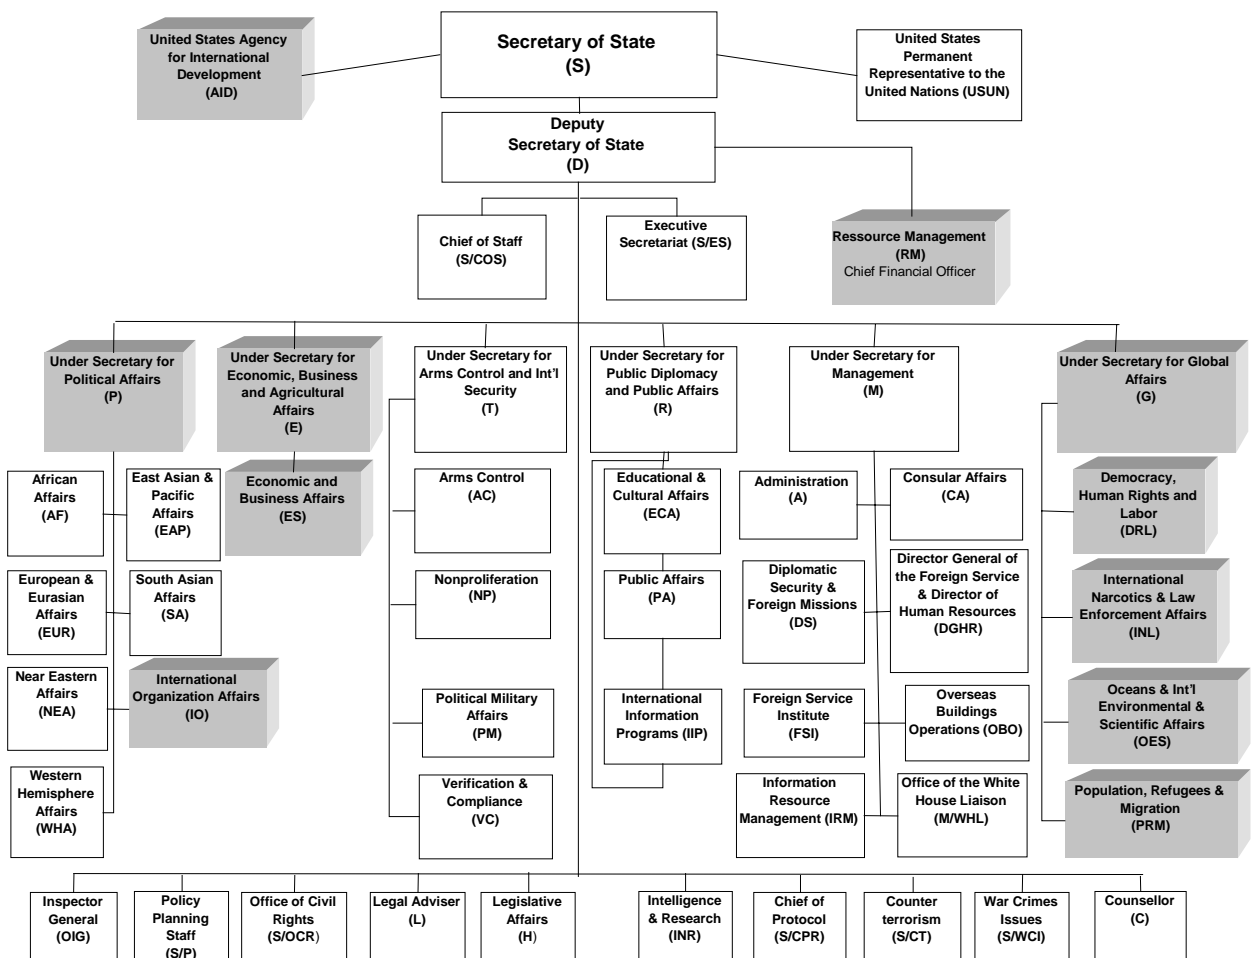 United States Agency
for International
Development
(AID)
Secretary of State
(S)
United States
Permanent
Representative to the
United Nations (USUN)
Deputy
Secretary of State
(D)
Chief of Staff
(S/COS)
Executive
Secretariat (S/ES)
Ressource Management
(RM)
Chief Financial Officer
Under Secretary for
Political Affairs
(P)
Under Secretary for
Economic, Business
and Agricultural
Affairs
(E)
Under Secretary for
Arms Control and Int'l
Security
(T)
Under Secretary for
Public Diplomacy
and Public Affairs
(R)
Under Secretary for
Management
(M)
Under Secretary for Global
Affairs
(G)
African
Affairs
(AF)
East Asian &
Pacific
Affairs
(EAP)
Economic and
Business Affairs
(ES)
Arms Control
(AC)
Educational &
Cultural Affairs
(ECA)
Administration
(A)
Consular Affairs
(CA)
Democracy,
Human Rights and
Labor
(DRL)
European &
Eurasian
Affairs
(EUR)
South Asian
Affairs
(SA)
Nonproliferation
(NP)
Public Affairs
(PA)
Diplomatic
Security &
Foreign Missions
(DS)
Director General of
the Foreign Service
& Director of
Human Resources
(DGHR)
International
Narcotics & Law
Enforcement Affairs
(INL)
Near Eastern
Affairs
(NEA)
International
Organization Affairs
(IO)
Political Military
Affairs
(PM)
International
Information
Programs (IIP)
Foreign Service
Institute
(FSI)
Overseas
Buildings
Operations (OBO)
Oceans & Int'l
Environmental &
Scientific Affairs
(OES)
Western
Hemisphere
Affairs
(WHA)
Verification &
Compliance
(VC)
Information
Resource
Management (IRM)
Office of the White
House Liaison
(M/WHL)
Population, Refugees &
Migration
(PRM)
Inspector
General
(OIG)
Policy
Planning
Staff
(S/P)
Office of Civil
Rights
(S/OCR)
Legal Adviser
(L)
Legislative
Affairs
(H)
Intelligence
& Research
(INR)
Chief of
Protocol
(S/CPR)
Counter
terrorism
(S/CT)
War Crimes
Issues
(S/WCI)
Counsellor
(C)